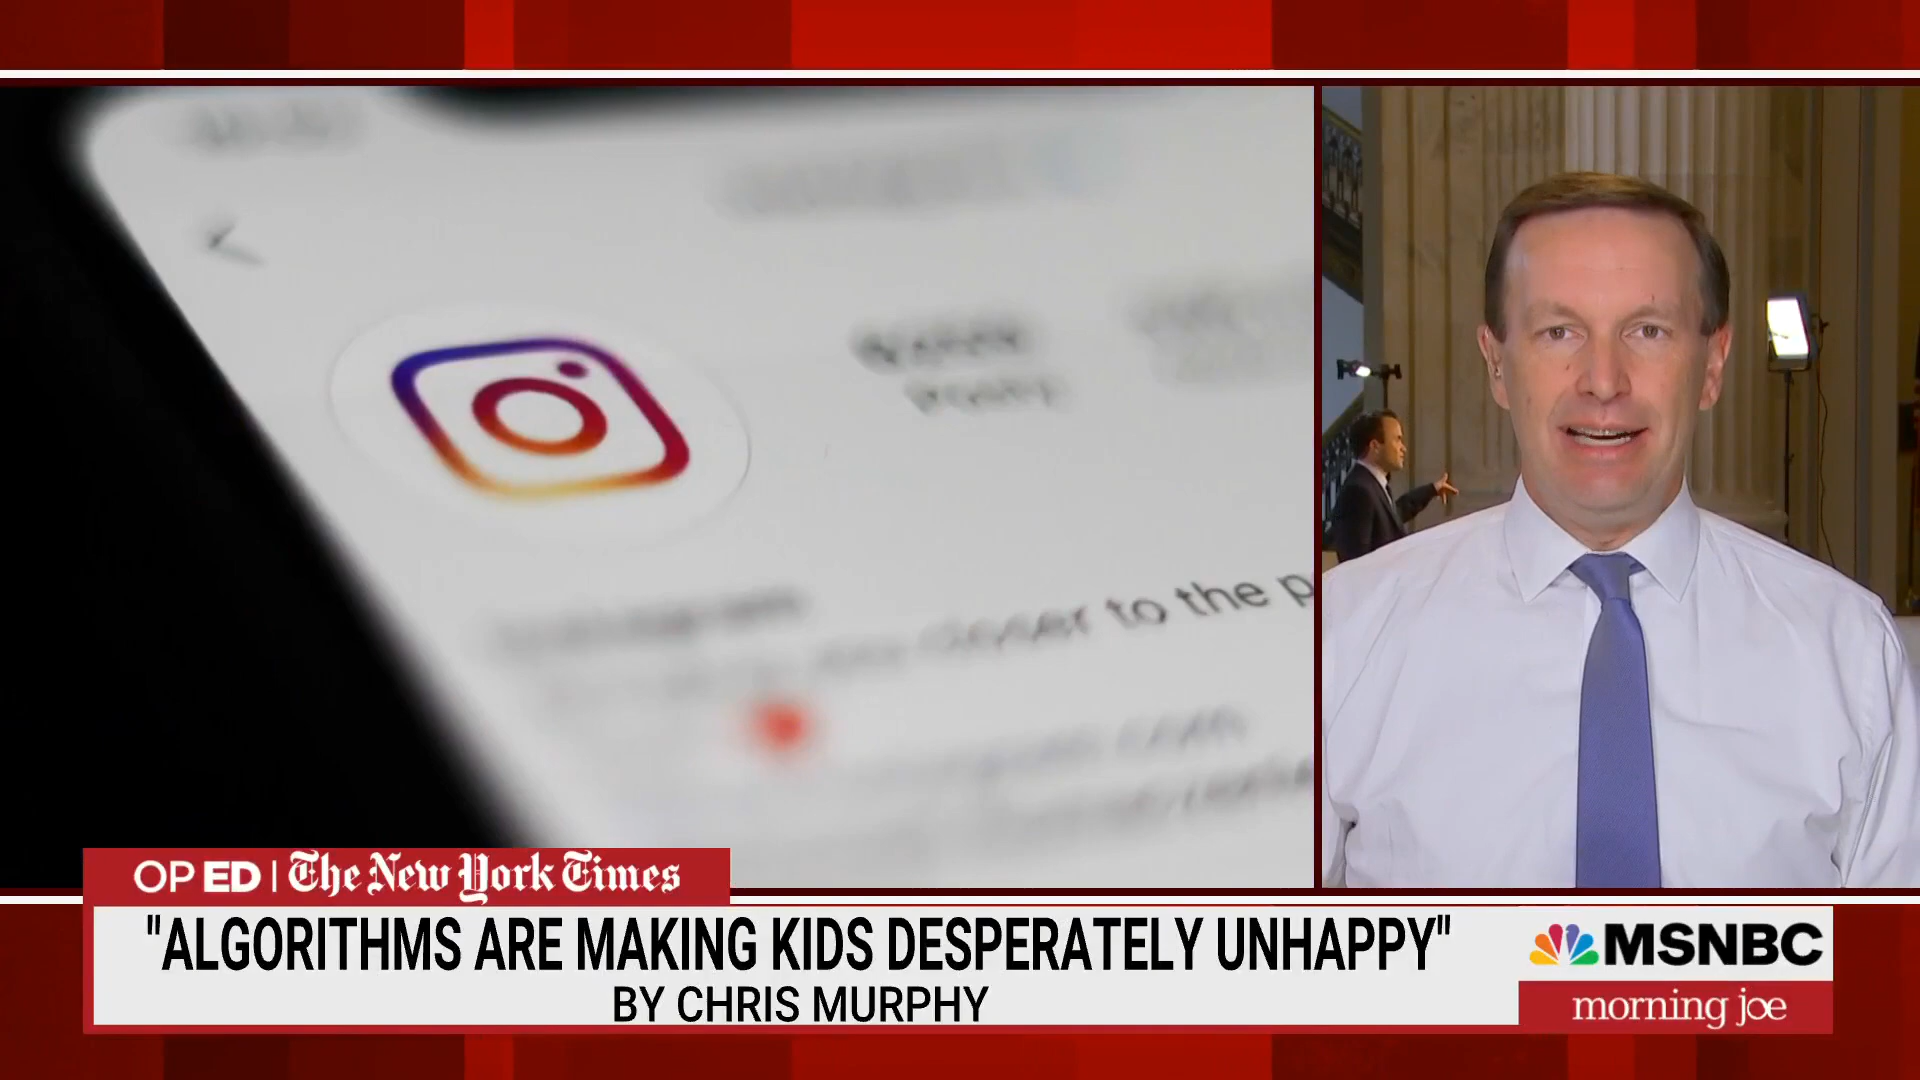 closer to the p
OP ED | The New York Times
"ALGORITHMS ARE MAKING KIDS DESPERATELY UNHAPPY"
BY CHRIS MURPHY
MSNBC
morning joe